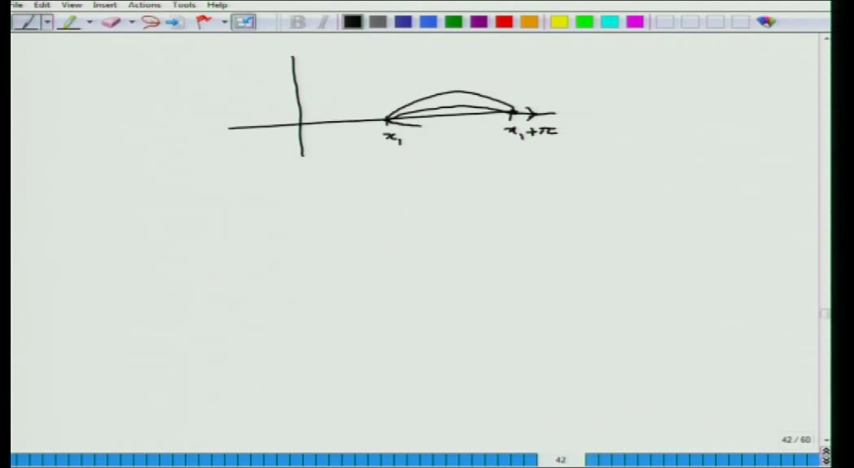 File Edit View Insert Actions Tools Help
B I
x₁ x₁+π
42 / 60
42